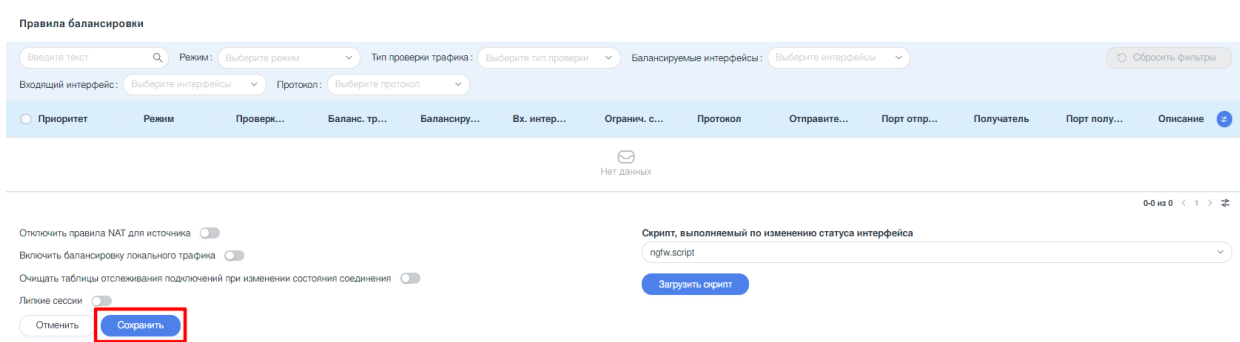 Правила балансировки
Введите текст Режим: Выберите режим Тип проверки трафика: Выберите тип проверки Балансируемые интерфейсы: Выберите интерфейсы Сбросить фильтры
Входящий интерфейс: Выберите интерфейсы Протокол: Выберите протокол
Приоритет Режим Проверк... Баланс. тр... Балансиру... Вх. интер... Огранич. с... Протокол Отправите... Порт отпр... Получатель Порт полу... Описание
Нет данных
0-0 из 0 < 1 >
Отключить правила NAT для источника
Скрипт, выполняемый по изменению статуса интерфейса
ngfw.script
Включить балансировку локального трафика
Очищать таблицы отслеживания подключений при изменении состояния соединения
Загрузить скрипт
Липкие сессии
Отменить Сохранить